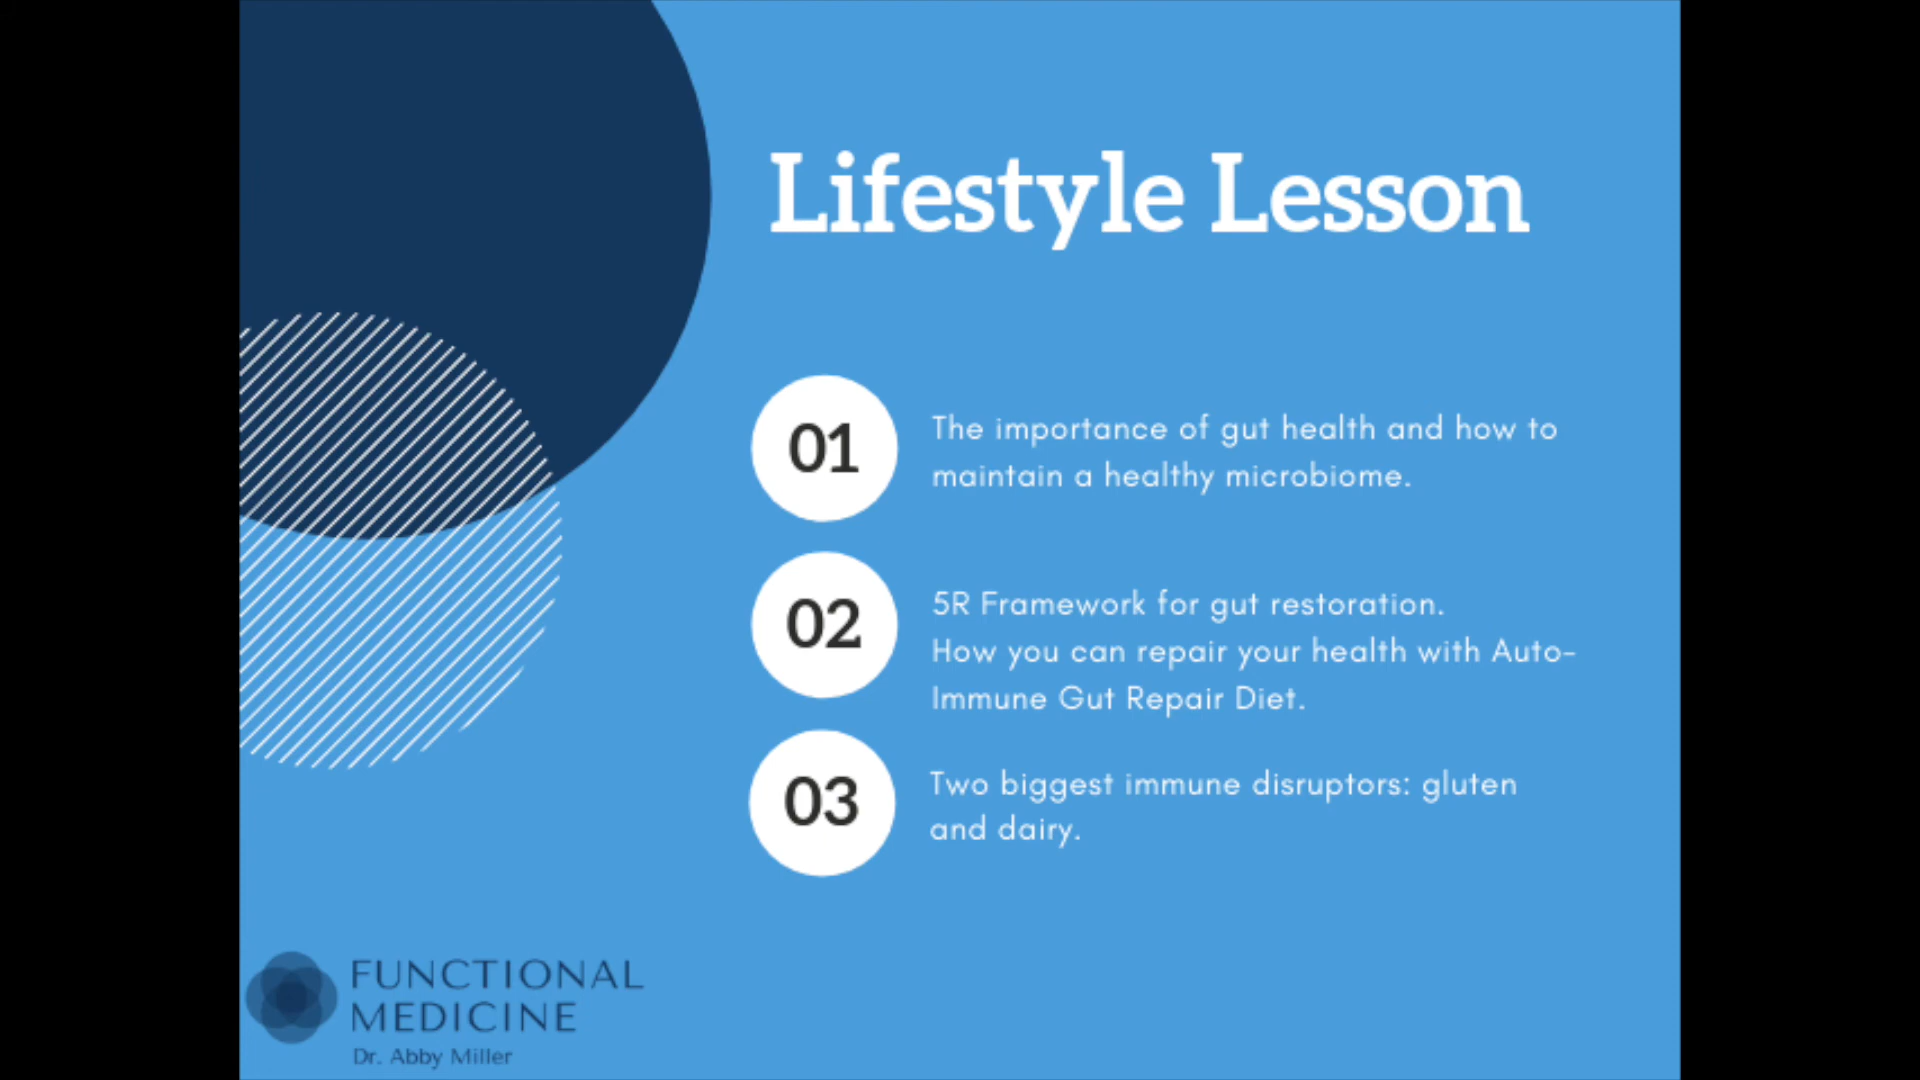 Lifestyle Lesson
01
The importance of gut health and how to
maintain a healthy microbiome.
02
5R Framework for gut restoration.
How you can repair your health with Auto-
Immune Gut Repair Diet.
03
Two biggest immune disruptors: gluten
and dairy.
FUNCTIONAL
MEDICINE
Dr. Abby Miller